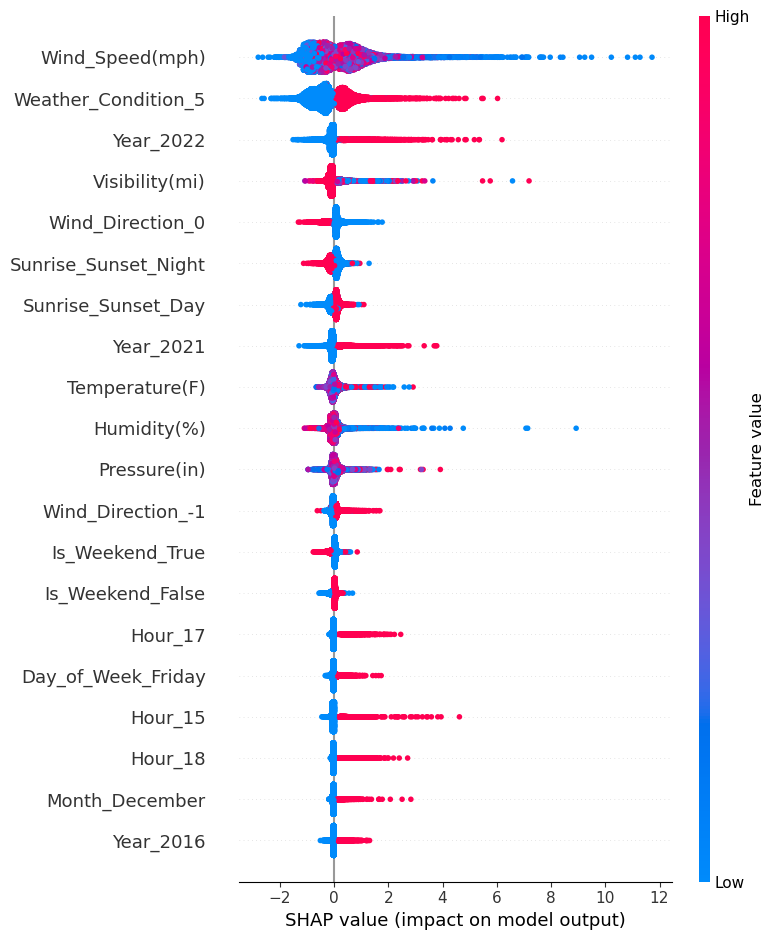 High
Wind_Speed(mph)
Weather_Condition_5
Year_2022
Visibility(mi)
Wind_Direction_0
Sunrise_Sunset_Night
Sunrise_Sunset_Day
Year_2021
Temperature(F)
Humidity(%)
Pressure(in)
Wind_Direction_-1
Is_Weekend_True
Is_Weekend_False
Hour_17
Day_of_Week_Friday
Hour_15
Hour_18
Month_December
Year_2016
Feature value
Low
−2 0 2 4 6 8 10 12
SHAP value (impact on model output)